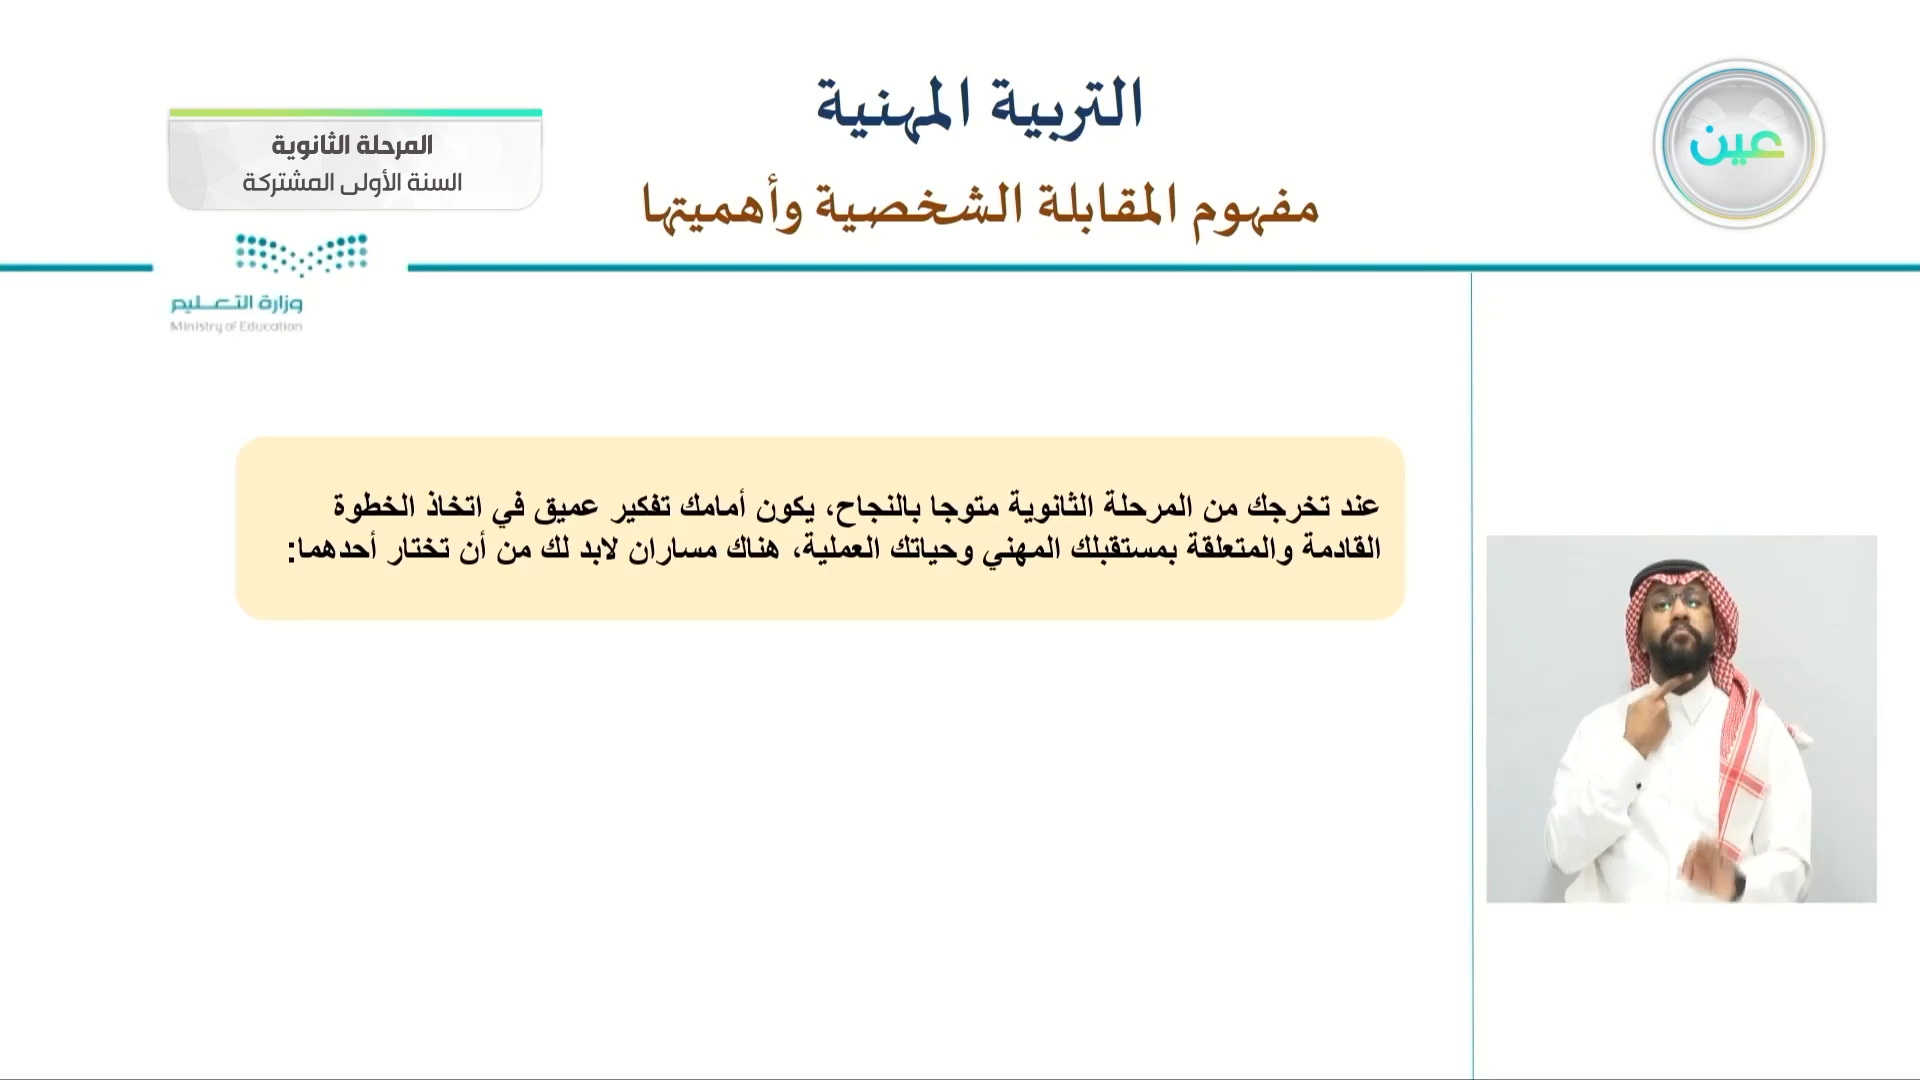 التربية المهنية
مفهوم المقابلة الشخصية وأهميتها
عين
المرحلة الثانوية
السنة الأولى المشتركة
وزارة التعليم
Ministry of Education
عند تخرجك من المرحلة الثانوية متوجا بالنجاح، يكون أمامك تفكير عميق في اتخاذ الخطوة
القادمة والمتعلقة بمستقبلك المهني وحياتك العملية، هناك مساران لابد لك من أن تختار أحدهما: